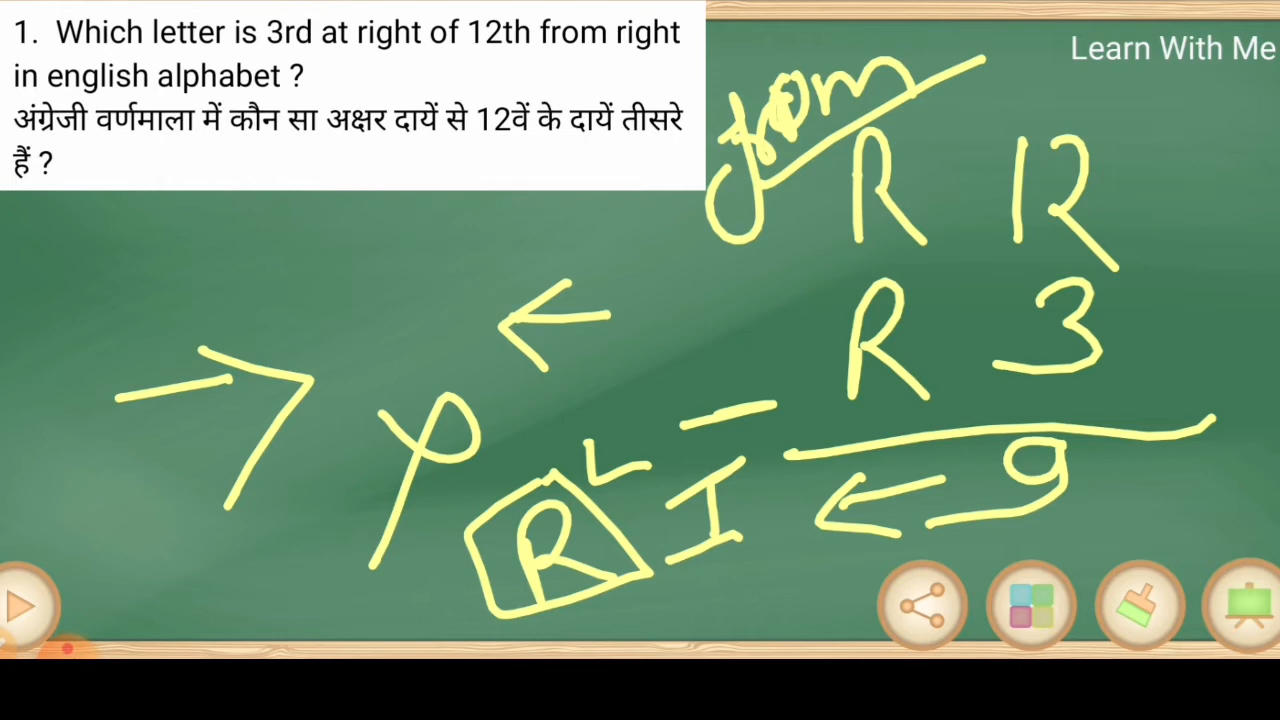 1. Which letter is 3rd at right of 12th from right
in english alphabet ?
अंग्रेजी वर्णमाला में कौन सा अक्षर दायें से 12वें के दायें तीसरे
हैं ?
Learn With Me
from
R 12
R 3
- 9
R I